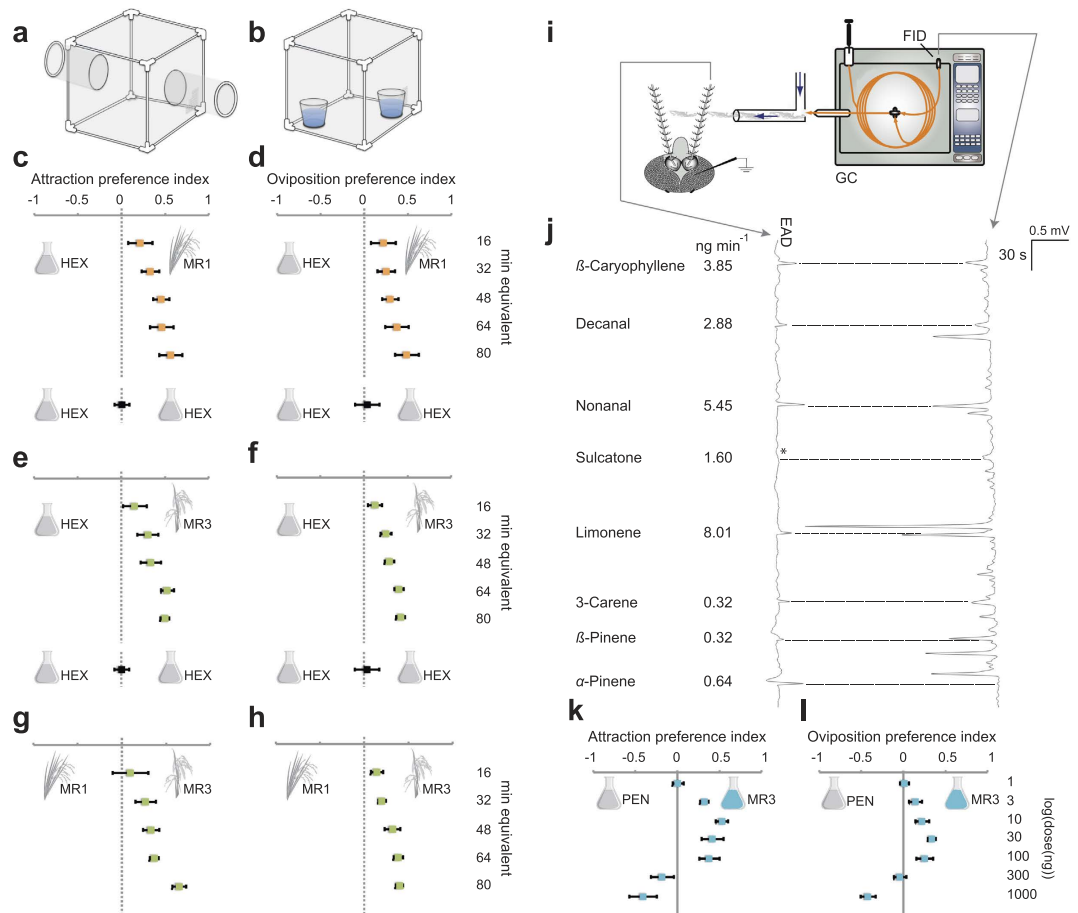 a
b
c
d
Attraction preference index
Oviposition preference index
-1 -0.5 0 0.5 1
-1 -0.5 0 0.5 1
HEX
MR1
HEX
MR1
16
32
48
64
80
min equivalent
HEX
HEX
HEX
HEX
e
f
HEX
MR3
HEX
MR3
16
32
48
64
80
min equivalent
HEX
HEX
HEX
HEX
g
h
MR1
MR3
MR1
MR3
16
32
48
64
80
min equivalent
i
FID
GC
j
EAD
0.5 mV
30 s
ng min-1
ß-Caryophyllene 3.85
Decanal 2.88
Nonanal 5.45
*
Sulcatone 1.60
Limonene 8.01
3-Carene 0.32
ß-Pinene 0.32
α-Pinene 0.64
k
l
Attraction preference index
Oviposition preference index
-1 -0.5 0 0.5 1
-1 -0.5 0 0.5 1
PEN
MR3
PEN
MR3
1
3
10
30
100
300
1000
log(dose(ng))